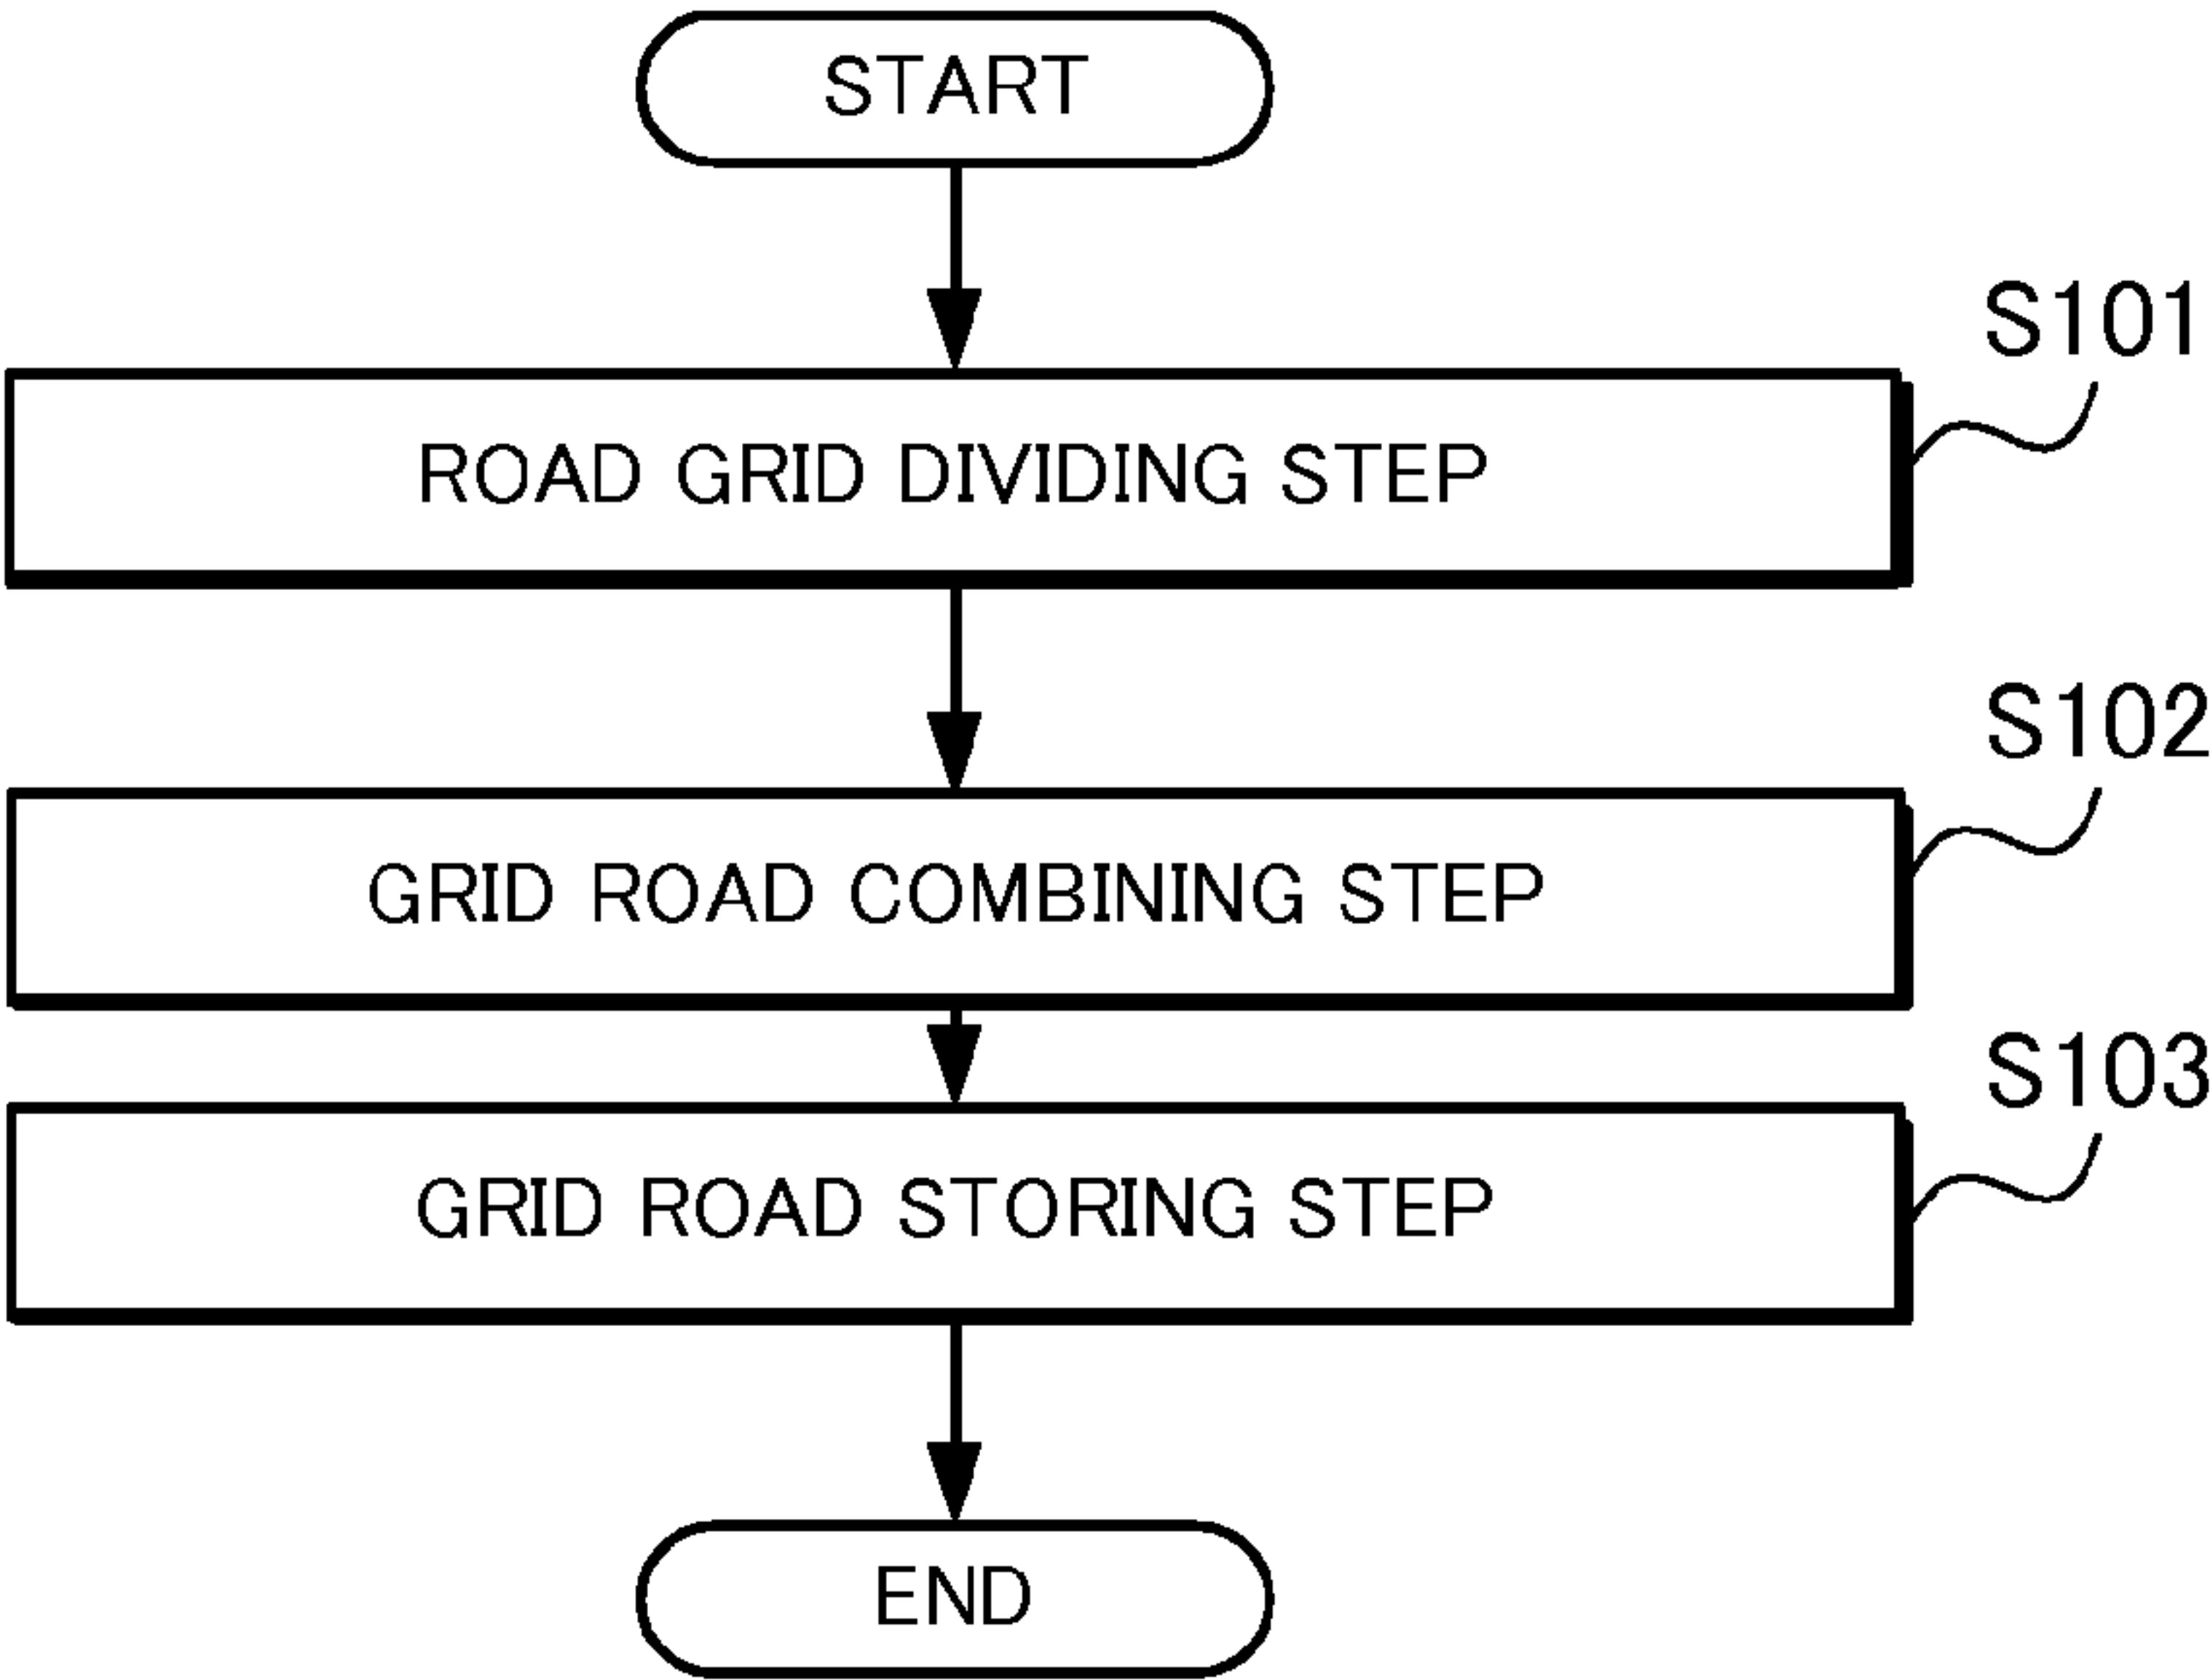 START
S101
ROAD GRID DIVIDING STEP
S102
GRID ROAD COMBINING STEP
S103
GRID ROAD STORING STEP
END